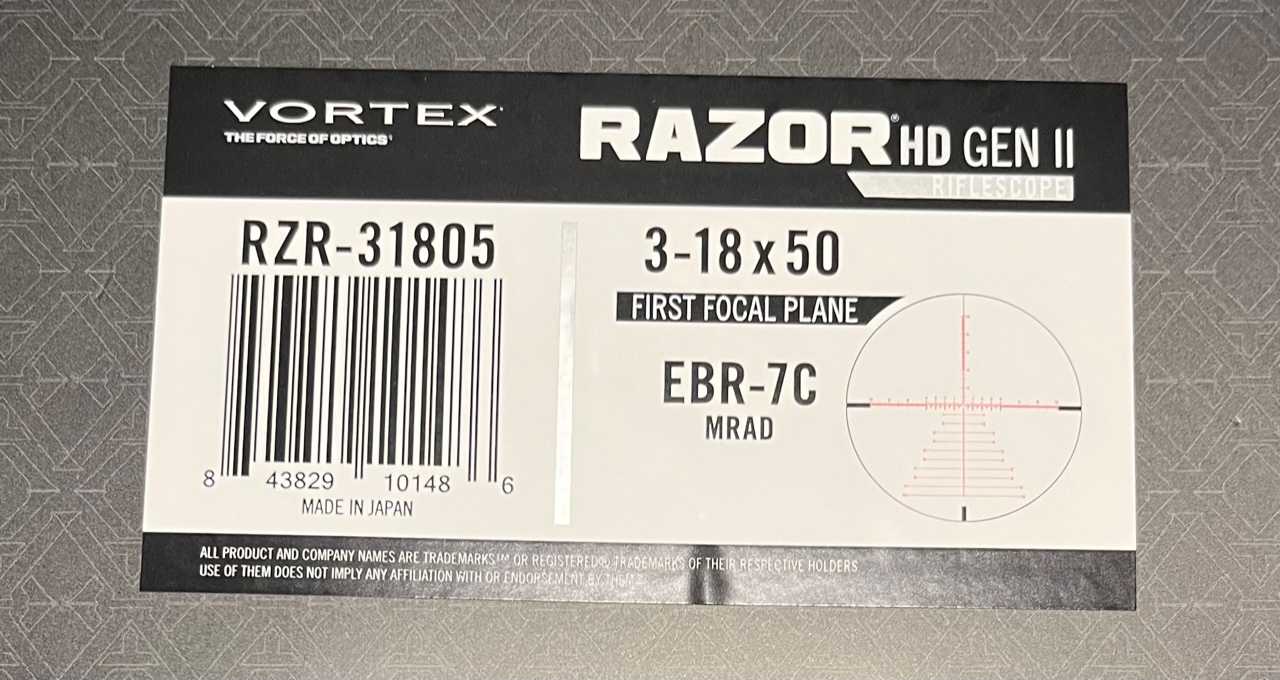 VORTEX
THE FORCE OF OPTICS
RAZOR® HD GEN II
RIFLESCOPE
RZR-31805
8 43829 10148 6
MADE IN JAPAN
3-18 x 50
FIRST FOCAL PLANE
EBR-7C
MRAD
ALL PRODUCT AND COMPANY NAMES ARE TRADEMARKS™ OR REGISTERED® TRADEMARKS OF THEIR RESPECTIVE HOLDERS
USE OF THEM DOES NOT IMPLY ANY AFFILIATION WITH OR ENDORSEMENT BY THEM